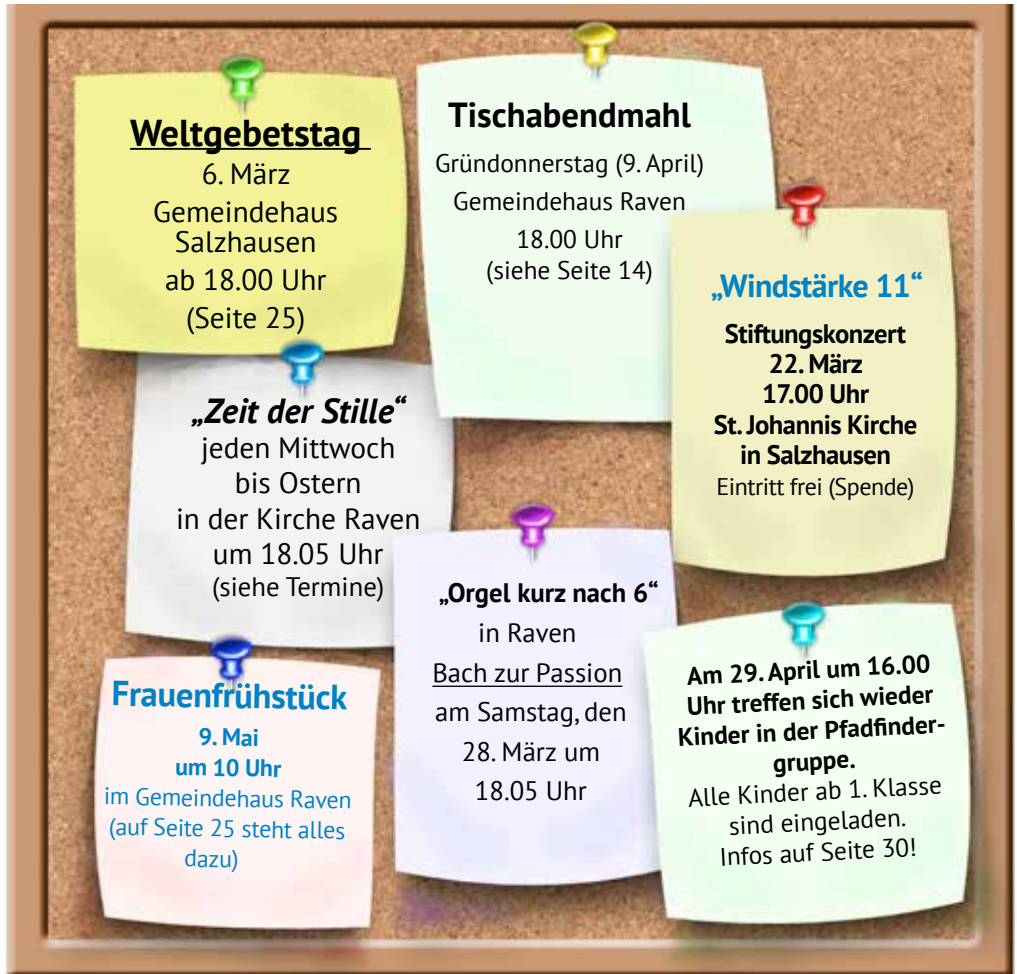 Weltgebetstag
6. März
Gemeindehaus
Salzhausen
ab 18.00 Uhr
(Seite 25)
Tischabendmahl
Gründonnerstag (9. April)
Gemeindehaus Raven
18.00 Uhr
(siehe Seite 14)
„Windstärke 11“
Stiftungskonzert
22. März
17.00 Uhr
St. Johannis Kirche
in Salzhausen
Eintritt frei (Spende)
„Zeit der Stille“
jeden Mittwoch
bis Ostern
in der Kirche Raven
um 18.05 Uhr
(siehe Termine)
„Orgel kurz nach 6“
in Raven
Bach zur Passion
am Samstag, den
28. März um
18.05 Uhr
Frauenfrühstück
9. Mai
um 10 Uhr
im Gemeindehaus Raven
(auf Seite 25 steht alles
dazu)
Am 29. April um 16.00
Uhr treffen sich wieder
Kinder in der Pfadfinder-
gruppe.
Alle Kinder ab 1. Klasse
sind eingeladen.
Infos auf Seite 30!